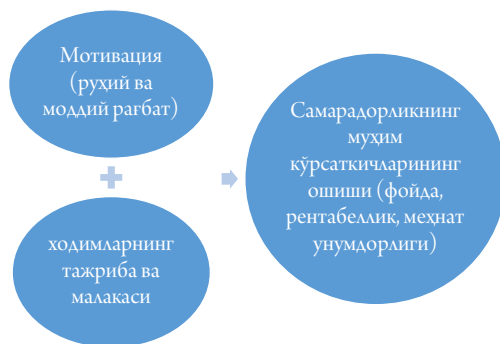 Мотивация
(руҳий ва
моддий рағбат)
ходимларнинг
тажриба ва
малакаси
Самарадорликнинг
муҳим
кўрсаткичларининг
ошиши (фойда,
рентабеллик, меҳнат
унумдорлиги)